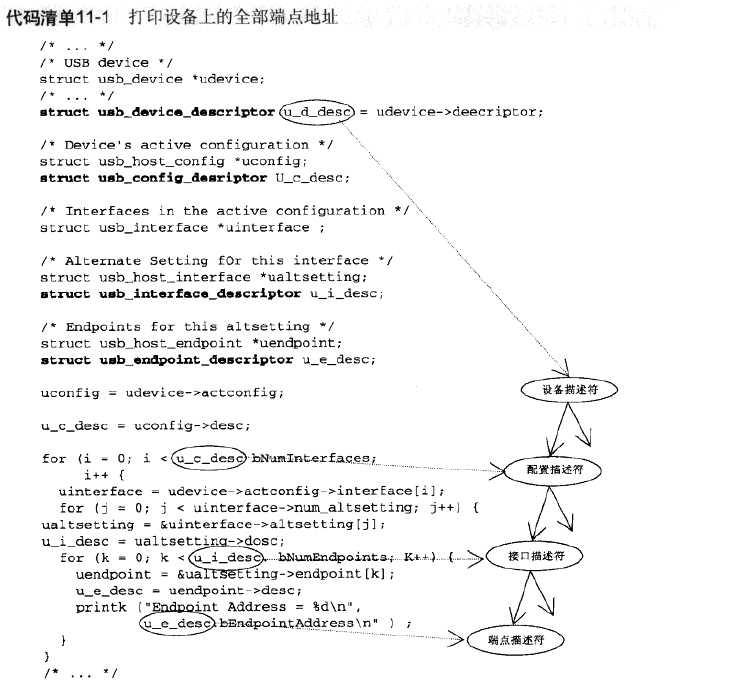 代码清单11-1 打印设备上的全部端点地址
/* ... */
/* USB device */
struct usb_device *udevice;
/* ... */
struct usb_device_descriptor u_d_desc = udevice->deecriptor;
/* Device's active configuration */
struct usb_host_config *uconfig;
struct usb_config_desriptor U_c_desc;
/* Interfaces in the active configuration */
struct usb_interface *uinterface ;
/* Alternate Setting fOr this interface */
struct usb_host_interface *ualtsetting;
struct usb_interface_descriptor u_i_desc;
/* Endpoints for this altsetting */
struct usb_host_endpoint *uendpoint;
struct usb_endpoint_descriptor u_e_desc;
uconfig = udevice->actconfig;
设备描述符
u_c_desc = uconfig->desc;
for (i = 0; i < u_c_desc bNumInterfaces;
配置描述符
i++ {
uinterface = udevice->actconfig->interface[i];
for (j = 0; j < uinterface->num_altsetting; j++) {
ualtsetting = &uinterface->altsetting[j];
u_i_desc = ualtsetting->dosc;
for (k = 0; k < u_i_desc. bNumEndpoints; K++) {
接口描述符
uendpoint = &ualtsetting->endpoint[k];
u_e_desc = uendpoint->desc;
printk ("Endpoint Address = %d\n",
u_e_desc.bEndpointAddress\n" ) ;
端点描述符
}
}
/* ... */